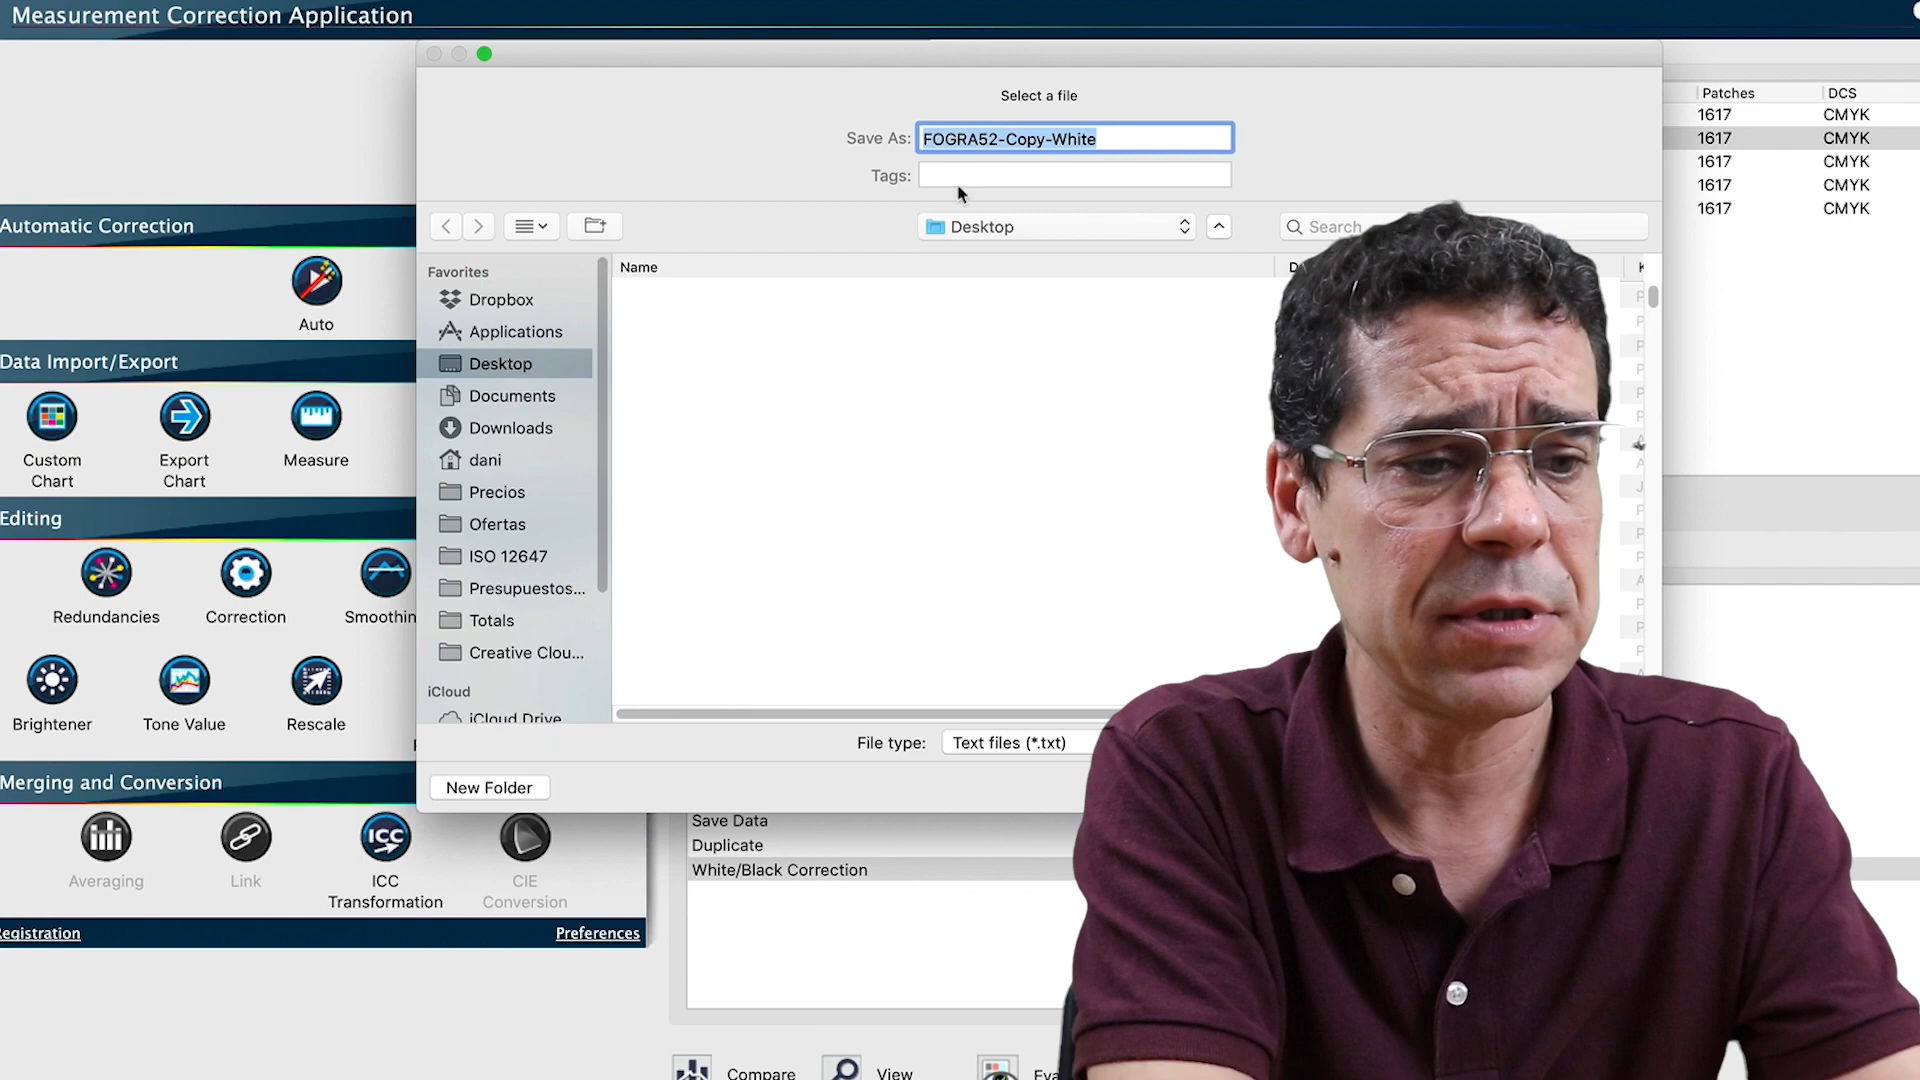 Measurement Correction Application
Select a file
Patches
DCS
Save As:
FOGRA52-Copy-White
Tags:
1617
CMYK
1617
CMYK
1617
CMYK
1617
CMYK
1617
CMYK
Automatic Correction
Desktop
Search
Favorites
Name
Dropbox
Applications
Auto
Desktop
Data Import/Export
Documents
Downloads
Custom
Chart
Export
Chart
Measure
dani
Precios
Editing
Ofertas
ISO 12647
Presupuestos...
Redundancies
Correction
Smoothin
Totals
Creative Clou...
iCloud
iCloud Drive
Brightener
Tone Value
Rescale
File type:
Text files (*.txt)
Merging and Conversion
New Folder
Save Data
Duplicate
White/Black Correction
ICC
Averaging
Link
ICC
Transformation
CIE
Conversion
egistration
Preferences
Compare
View
Eva